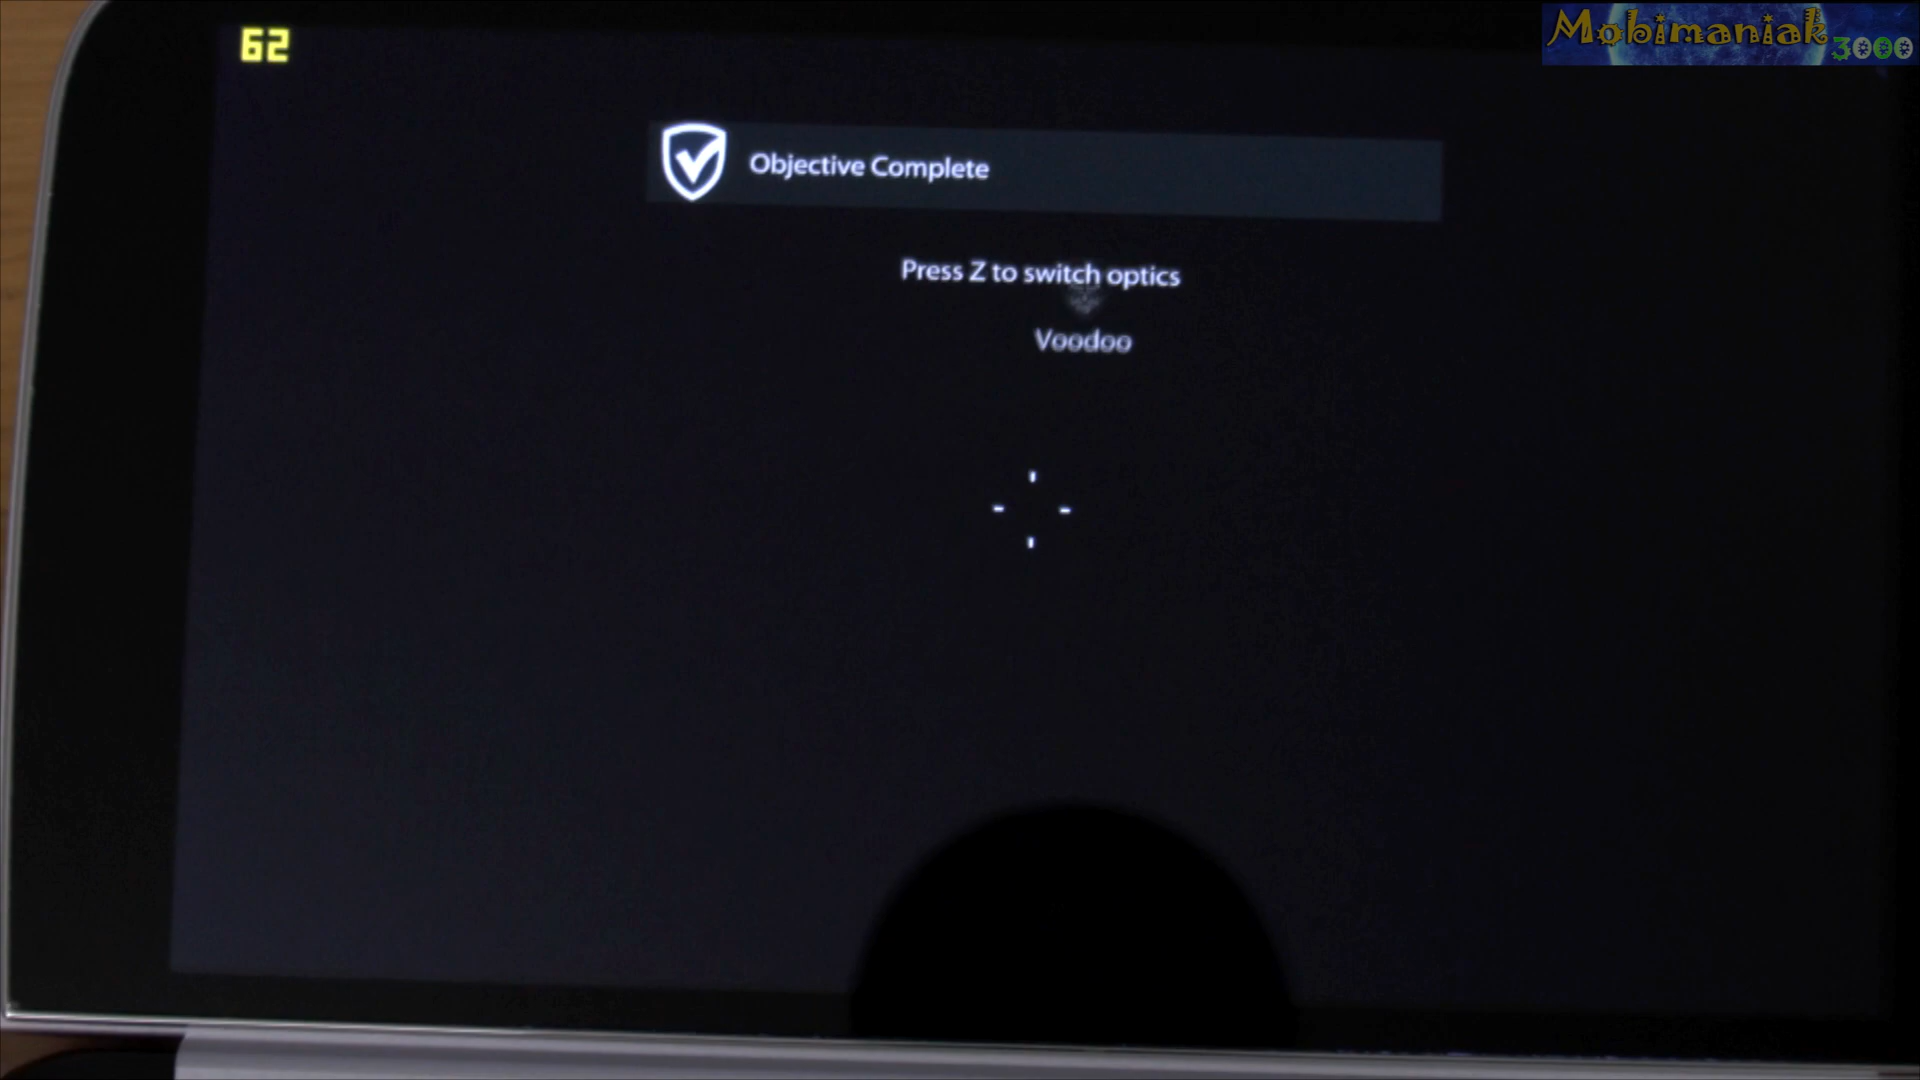 62
Mobimaniak 3000
Objective Complete
Press Z to switch optics
Voodoo